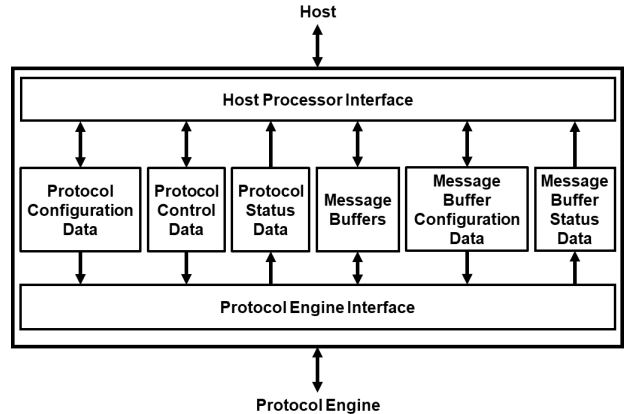 Host
Host Processor Interface
Protocol
Configuration
Data
Protocol
Control
Data
Protocol
Status
Data
Message
Buffers
Message
Buffer
Configuration
Data
Message
Buffer
Status
Data
Protocol Engine Interface
Protocol Engine